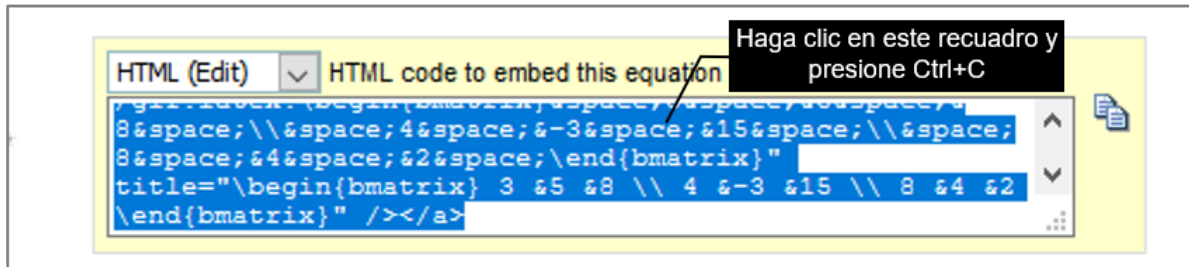 Haga clic en este recuadro y
presione Ctrl+C
HTML (Edit) HTML code to embed this equation
8&space;\\&space;4&space;&-3&space;&15&space;\\&space;
8&space;&4&space;&2&space;\end{bmatrix}"
title="\begin{bmatrix} 3 &5 &8 \\ 4 &-3 &15 \\ 8 &4 &2
\end{bmatrix}" /></a>